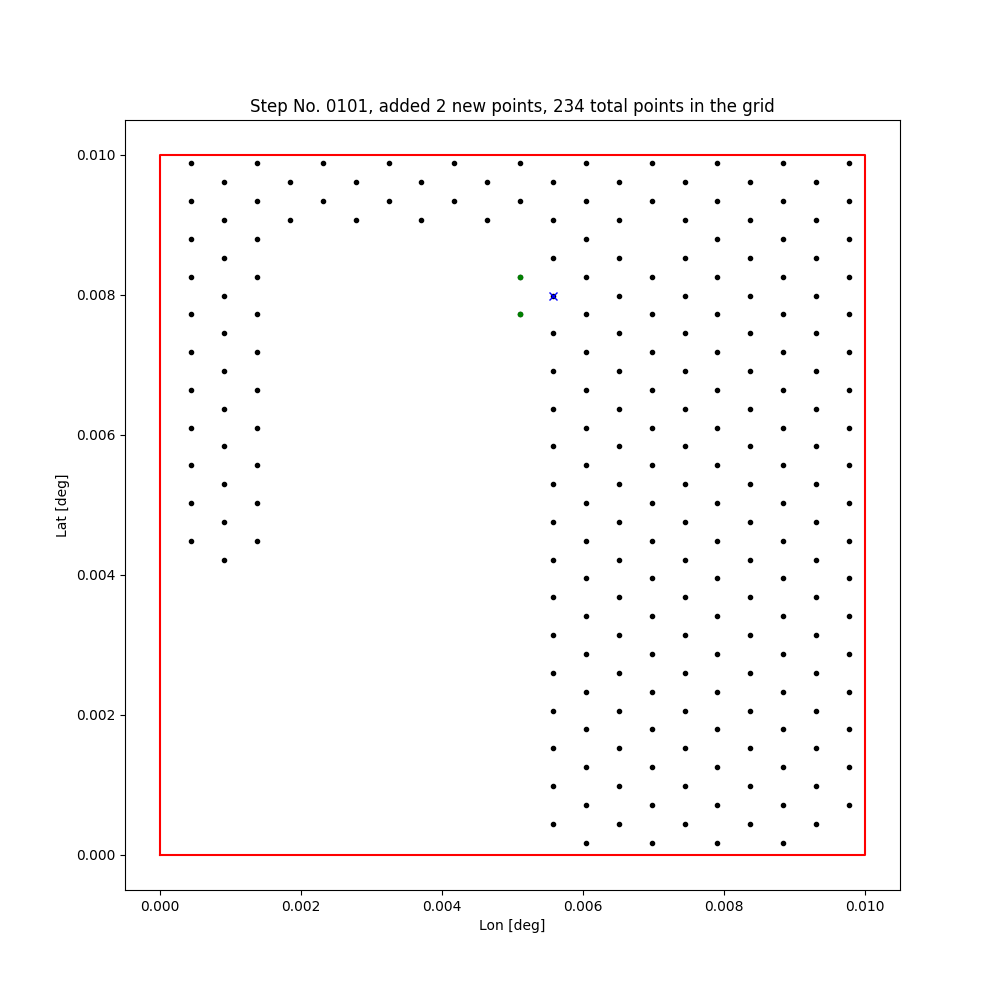 Step No. 0101, added 2 new points, 234 total points in the grid
0.010
0.008
0.006
0.004
0.002
0.000
Lat [deg]
0.000 0.002 0.004 0.006 0.008 0.010
Lon [deg]